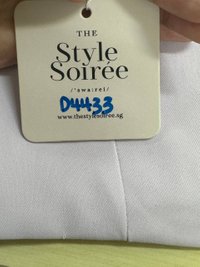 THE
Style
Soirée
/'swa:rei/
D4433
www.thestylesoiree.sg